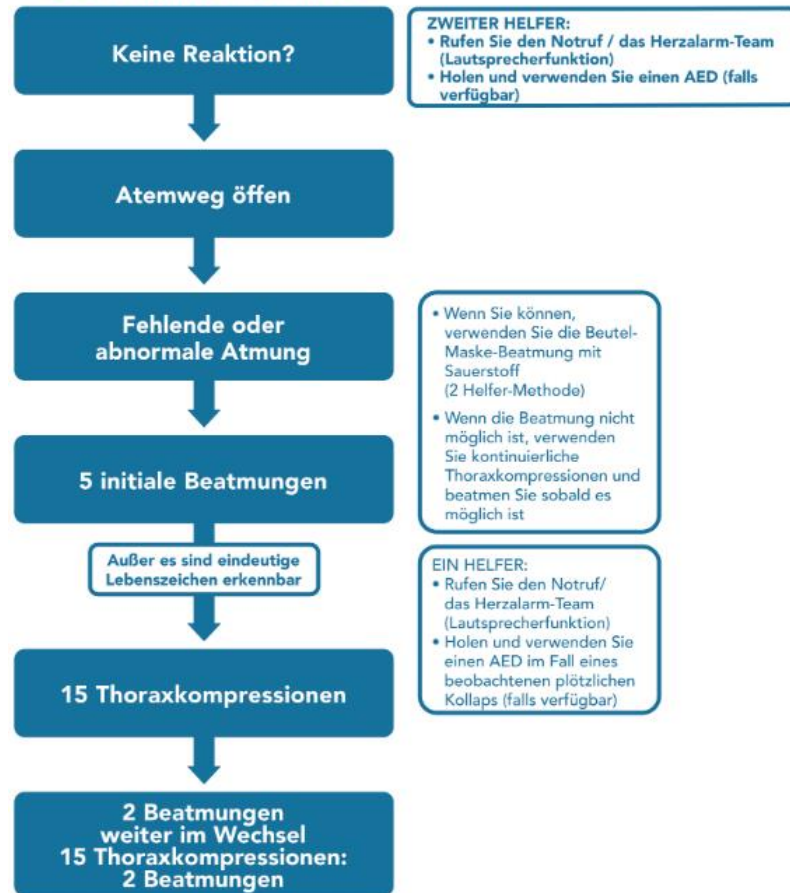 Keine Reaktion?
ZWEITER HELFER:
• Rufen Sie den Notruf / das Herzalarm-Team
(Lautsprecherfunktion)
• Holen und verwenden Sie einen AED (falls
verfügbar)
Atemweg öffen
Fehlende oder
abnormale Atmung
• Wenn Sie können,
verwenden Sie die Beutel-
Maske-Beatmung mit
Sauerstoff
(2 Helfer-Methode)
• Wenn die Beatmung nicht
möglich ist, verwenden
Sie kontinuierliche
Thoraxkompressionen und
beatmen Sie sobald es
möglich ist
5 initiale Beatmungen
Außer es sind eindeutige
Lebenszeichen erkennbar
EIN HELFER:
• Rufen Sie den Notruf/
das Herzalarm-Team
(Lautsprecherfunktion)
• Holen und verwenden Sie
einen AED im Fall eines
beobachtenen plötzlichen
Kollaps (falls verfügbar)
15 Thoraxkompressionen
2 Beatmungen
weiter im Wechsel
15 Thoraxkompressionen:
2 Beatmungen